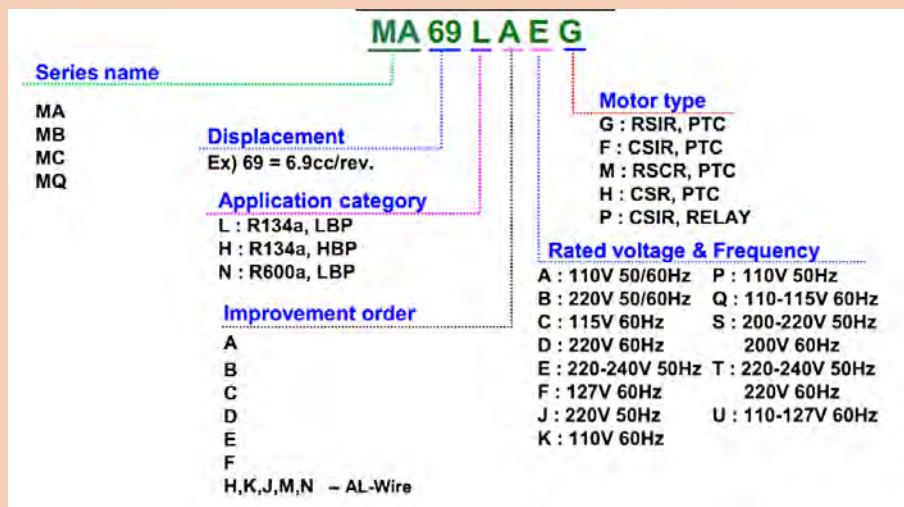 MA 69 L A E G
Series name
MA
MB
MC
MQ
Displacement
Ex) 69 = 6.9cc/rev.
Application category
L : R134a, LBP
H : R134a, HBP
N : R600a, LBP
Improvement order
A
B
C
D
E
F
H,K,J,M,N – AL-Wire
Motor type
G : RSIR, PTC
F : CSIR, PTC
M : RSCR, PTC
H : CSR, PTC
P : CSIR, RELAY
Rated voltage & Frequency
A : 110V 50/60Hz
B : 220V 50/60Hz
C : 115V 60Hz
D : 220V 60Hz
E : 220-240V 50Hz
F : 127V 60Hz
J : 220V 50Hz
K : 110V 60Hz
P : 110V 50Hz
Q : 110-115V 60Hz
S : 200-220V 50Hz
200V 60Hz
T : 220-240V 50Hz
220V 60Hz
U : 110-127V 60Hz